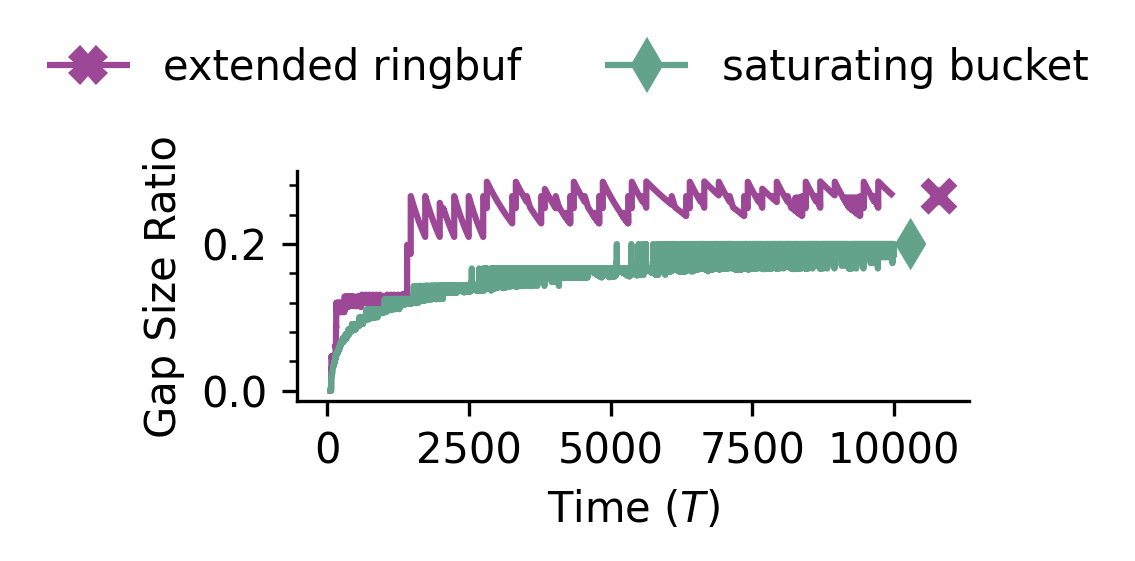 extended ringbuf
saturating bucket
Gap Size Ratio
0.2
0.0
0 2500 5000 7500 10000
Time (T)